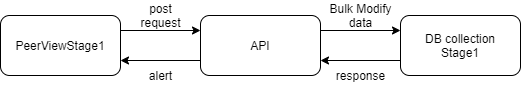 post
request
Bulk Modify
data
PeerViewStage1
API
DB collection
Stage1
alert
response